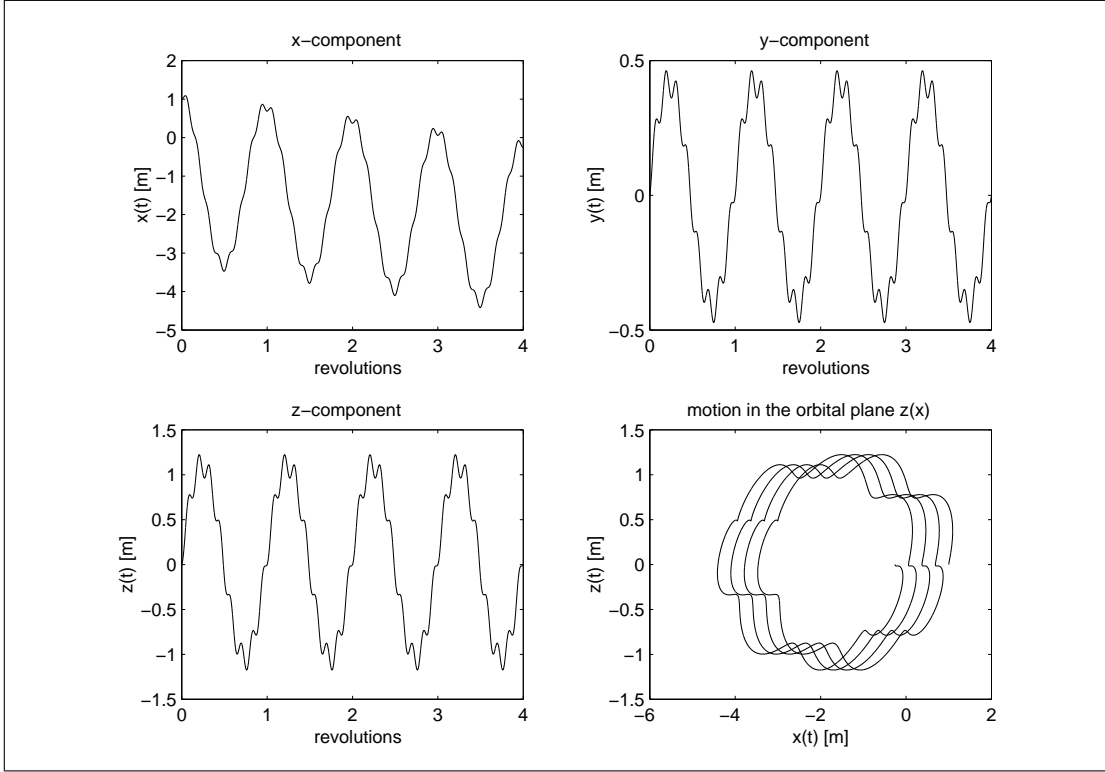 x−component
2
1
0
−1
−2
−3
−4
−5
x(t) [m]
0 1 2 3 4
revolutions
y−component
0.5
0
−0.5
y(t) [m]
0 1 2 3 4
revolutions
z−component
1.5
1
0.5
0
−0.5
−1
−1.5
z(t) [m]
0 1 2 3 4
revolutions
motion in the orbital plane z(x)
1.5
1
0.5
0
−0.5
−1
−1.5
z(t) [m]
−6 −4 −2 0 2
x(t) [m]